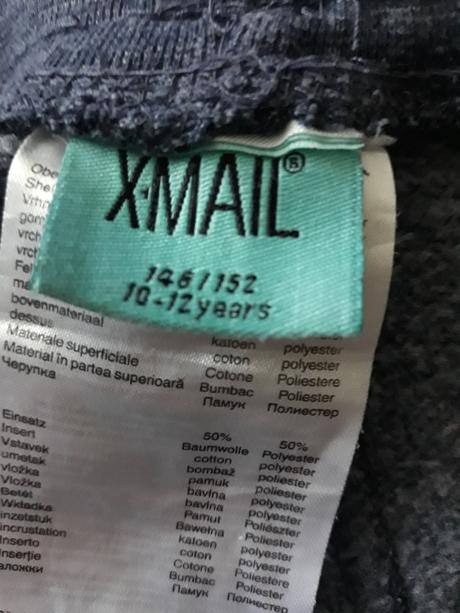 X-MAIL®
146/152
10-12 years
bovenmateriaal katoen polyester
dessus coton polyester
Materiale superficiale Cotone Poliestere
Material în partea superioară Bumbac Poliester
Черупка Памук Полиестер
50% 50%
Einsatz Baumwolle Polyester
Insert cotton polyester
Vstavek bombaž poliester
umetak pamuk poliester
vložka bavlna polyester
Vložka bavlna polyester
Betét Pamut Poliészter
Wkładka Bawełna Poliester
inzetstuk katoen polyester
incrustation coton polyester
Inserto Cotone Poliestere
Inserţie Bumbac Poliester
вложки Памук Полиестер